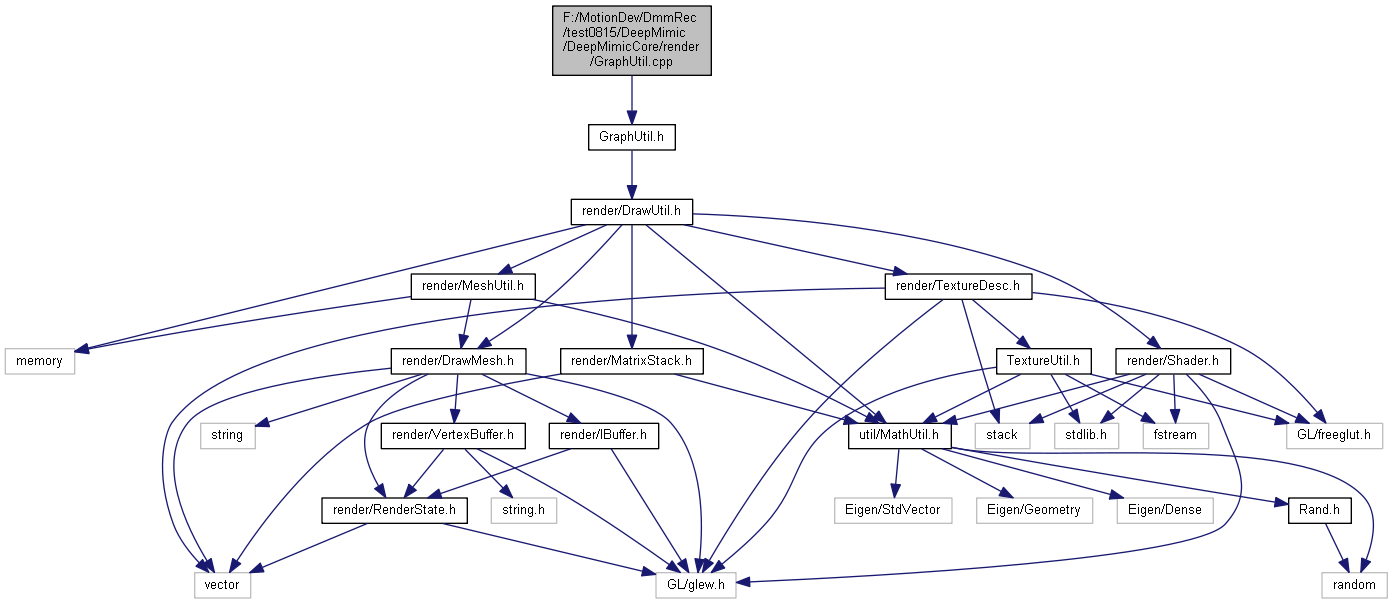 F:/MotionDev/DmmRec
/test0815/DeepMimic
/DeepMimicCore/render
/GraphUtil.cpp
GraphUtil.h
render/DrawUtil.h
render/MeshUtil.h
render/TextureDesc.h
memory
render/DrawMesh.h
render/MatrixStack.h
TextureUtil.h
render/Shader.h
string
render/VertexBuffer.h
render/IBuffer.h
util/MathUtil.h
stack
stdlib.h
fstream
GL/freeglut.h
render/RenderState.h
string.h
Eigen/StdVector
Eigen/Geometry
Eigen/Dense
Rand.h
vector
GL/glew.h
random